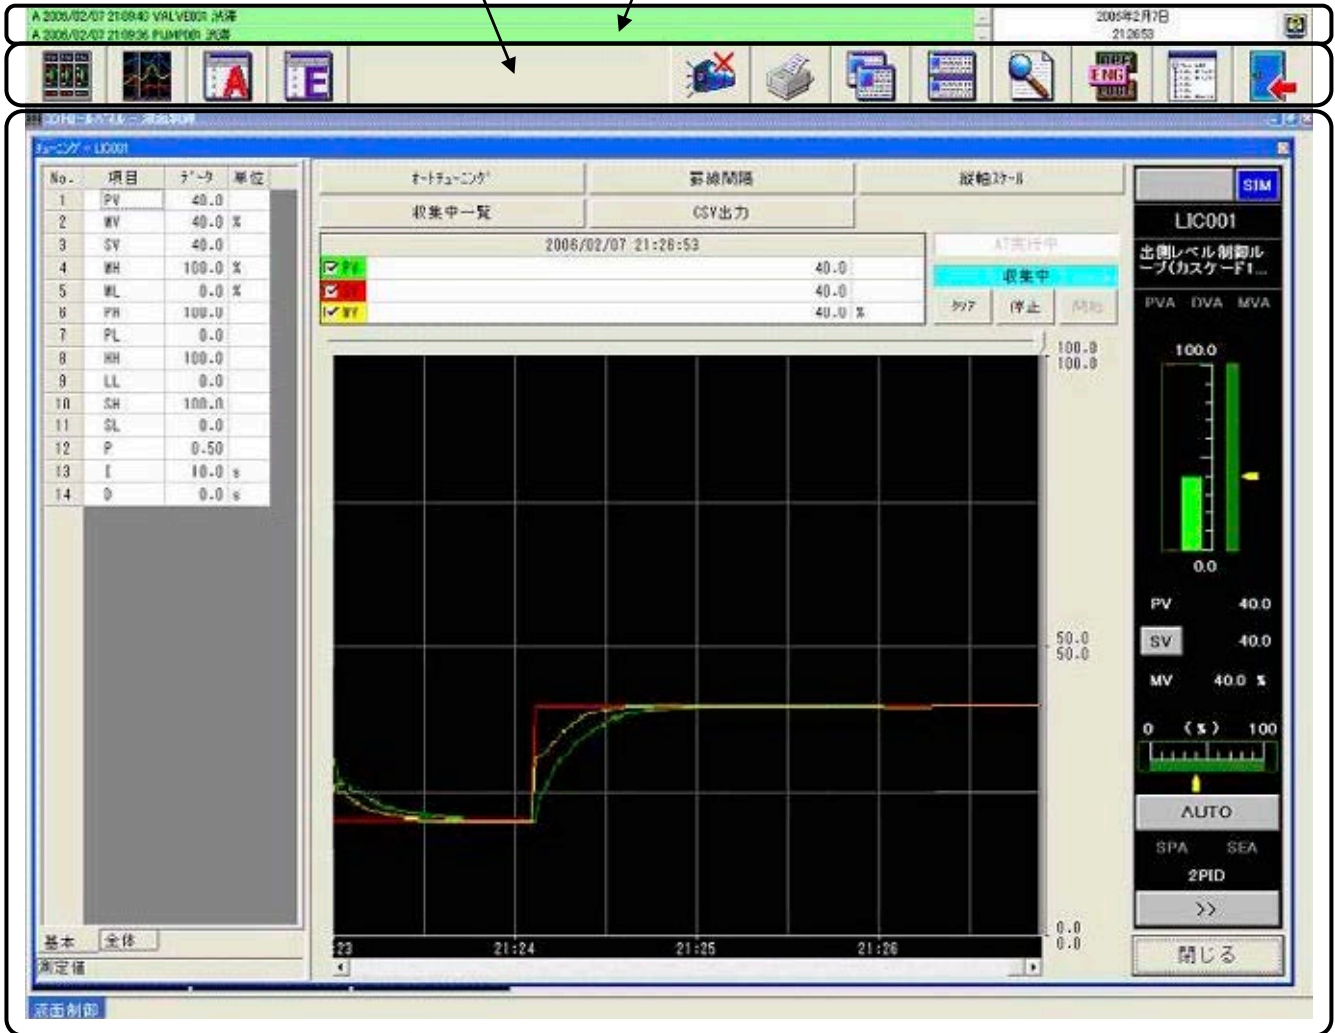 A 2006/02/07 21:09:40 VALVE001 渋滞
A 2006/02/07 21:09:36 PUMP001 渋滞
2006年2月7日
21:26:53
A
E
ENG
チューニング - LIC001
No. 項目 データ 単位
1 PV 40.0
2 MV 40.0 %
3 SV 40.0
4 MH 100.0 %
5 ML 0.0 %
6 PH 100.0
7 PL 0.0
8 HH 100.0
9 LL 0.0
10 SH 100.0
11 SL 0.0
12 P 0.50
13 I 10.0 s
14 D 0.0 s
基本 全体
測定値
液面制御
オートチューニング 罫線間隔 縦軸スケール
収集中一覧 CSV出力
2006/02/07 21:26:53
PV 40.0
SV 40.0
MV 40.0 %
AT実行中
収集中
クリア 停止 開始
100.0
100.0
50.0
50.0
0.0
0.0
:23 21:24 21:25 21:26
SIM
LIC001
出側レベル制御ル
ープ(カスケード1...
PVA DVA MVA
100.0
0.0
PV 40.0
SV 40.0
MV 40.0 %
0 (%) 100
AUTO
SPA SEA
2PID
>>
閉じる